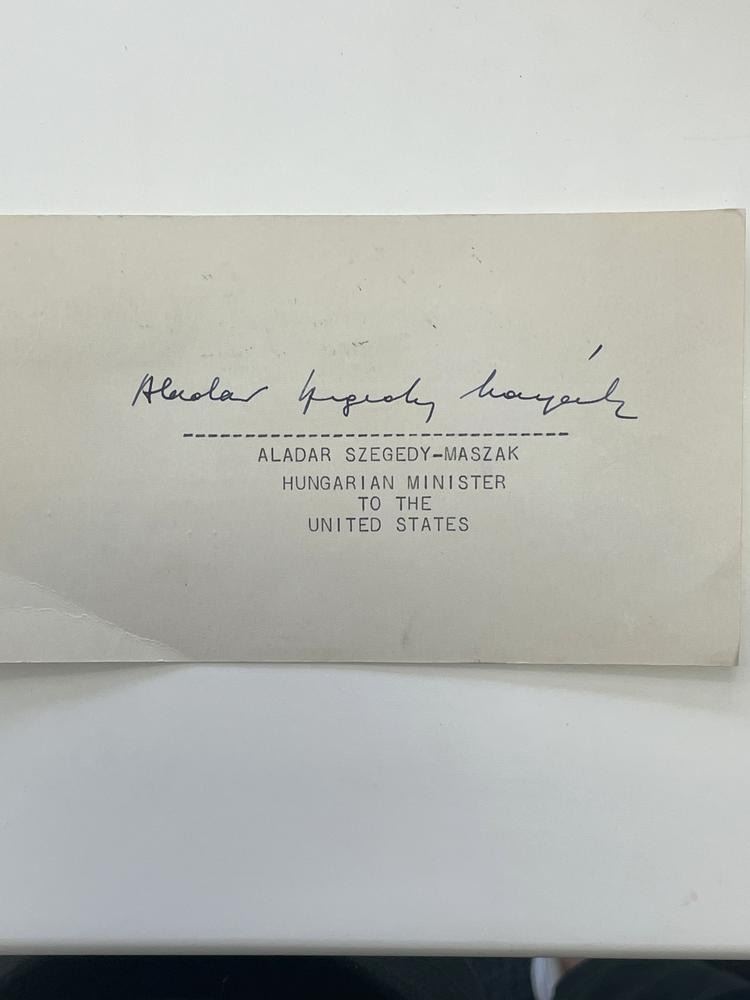 Aladar Szegedy Maszák
ALADAR SZEGEDY-MASZAK
HUNGARIAN MINISTER
TO THE
UNITED STATES